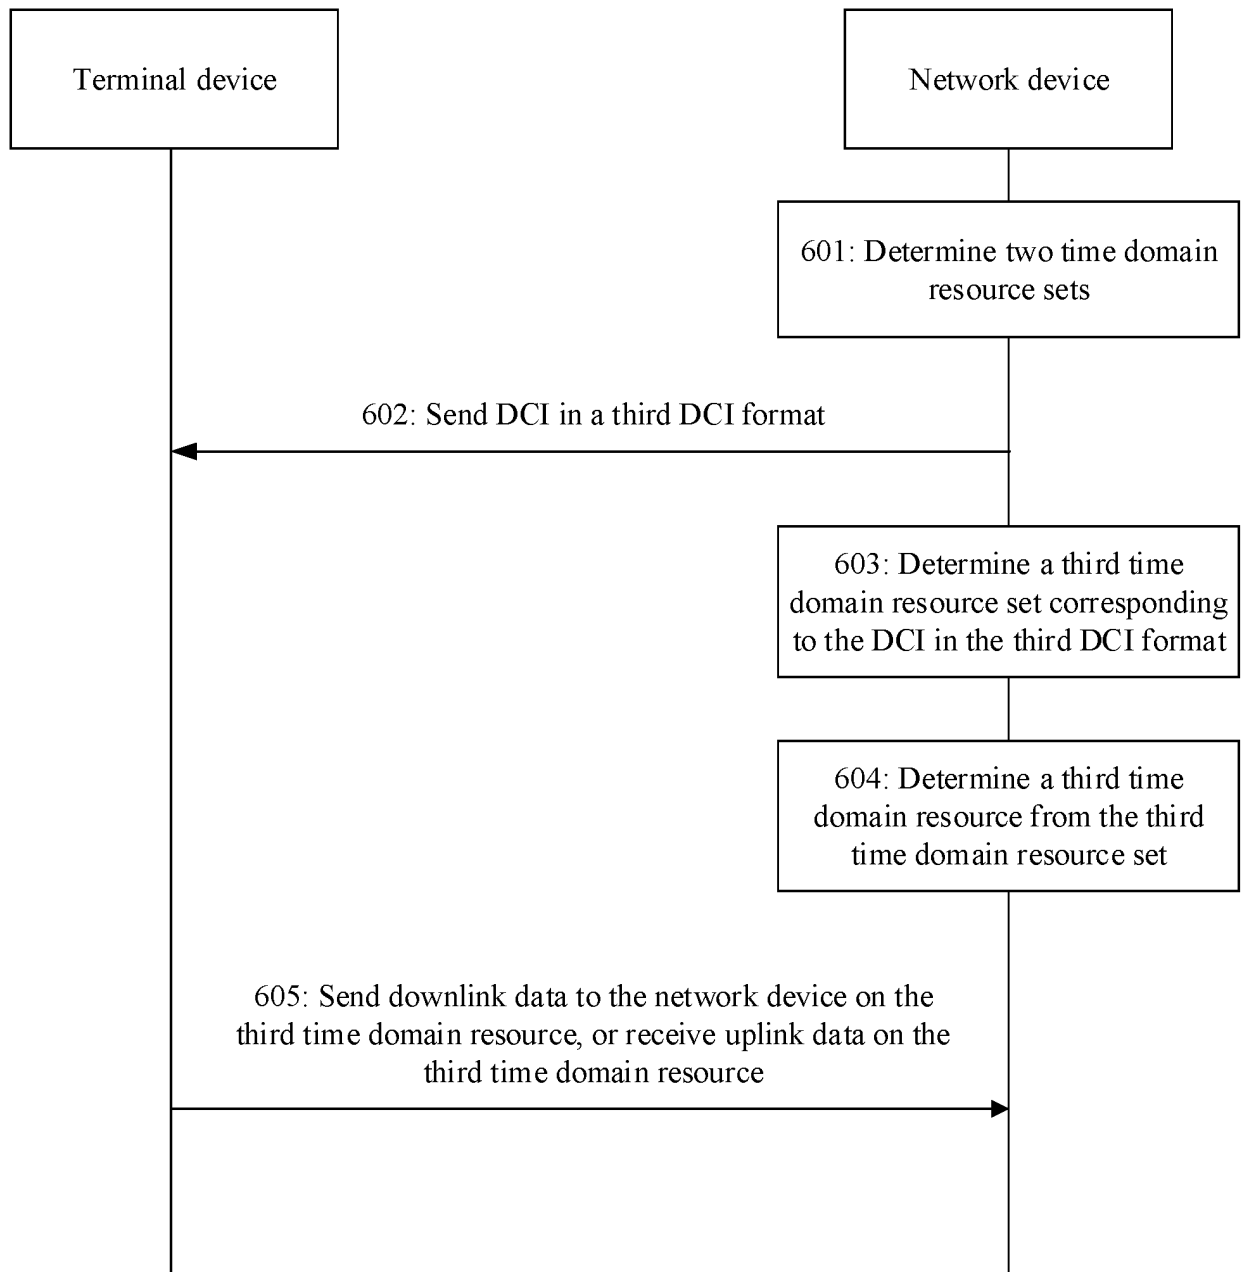 Terminal device
Network device
601: Determine two time domain
resource sets
602: Send DCI in a third DCI format
603: Determine a third time
domain resource set corresponding
to the DCI in the third DCI format
604: Determine a third time
domain resource from the third
time domain resource set
605: Send downlink data to the network device on the
third time domain resource, or receive uplink data on the
third time domain resource